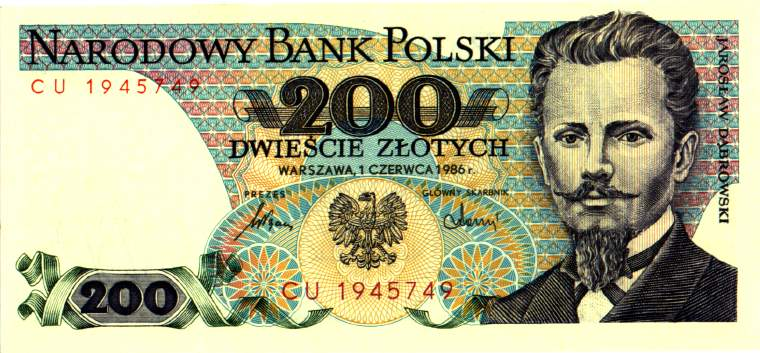 NARODOWY BANK POLSKI
CU 1945749
200
DWIEŚCIE ZŁOTYCH
WARSZAWA, 1 CZERWCA 1986 r.
PREZES
GŁÓWNY SKARBNIK
CU 1945749
200
JAROSŁAW DĄBROWSKI